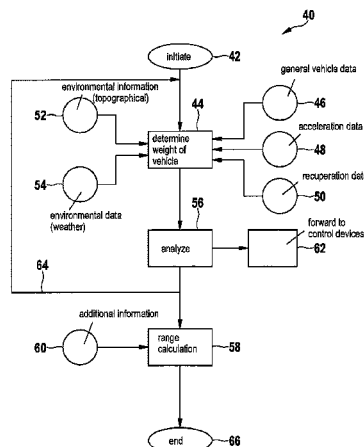 40
initiate
42
environmental information
(topographical)
52
44
general vehicle data
46
determine
weight of
vehicle
acceleration data
48
54
environmental data
(weather)
recuperation data
50
56
analyze
forward to
control devices
62
64
additional information
60
range
calculation
58
end
66